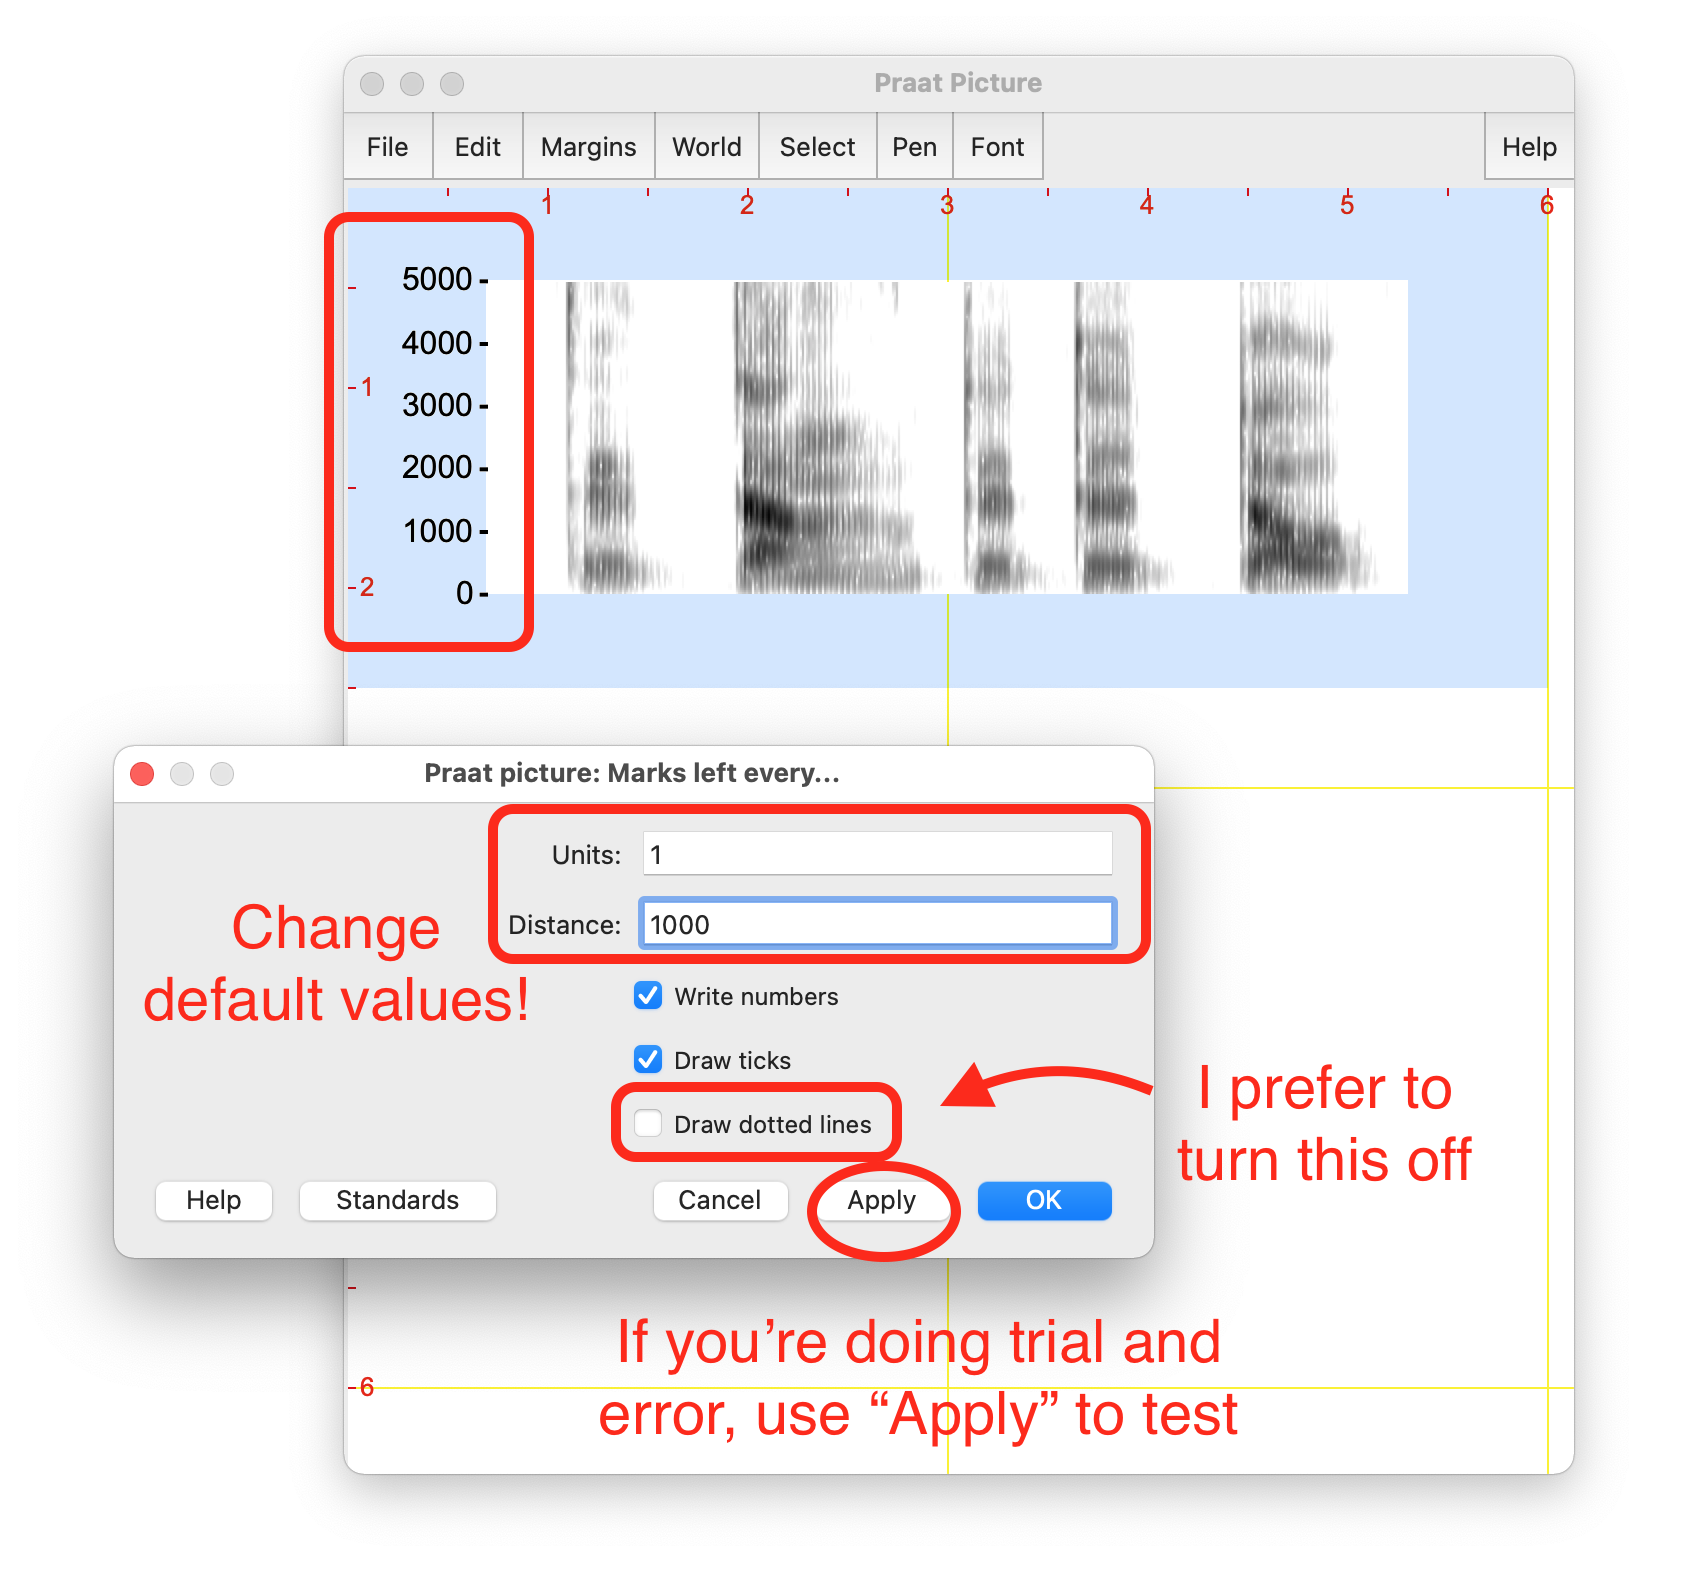 Praat Picture
File Edit Margins World Select Pen Font Help
1 2 3 4 5 6
5000
4000
1
3000
2000
1000
2
0
Praat picture: Marks left every...
Units: 1
Distance: 1000
Change
default values!
Write numbers
Draw ticks
Draw dotted lines
I prefer to
turn this off
Help Standards Cancel Apply OK
If you’re doing trial and
error, use “Apply” to test
6